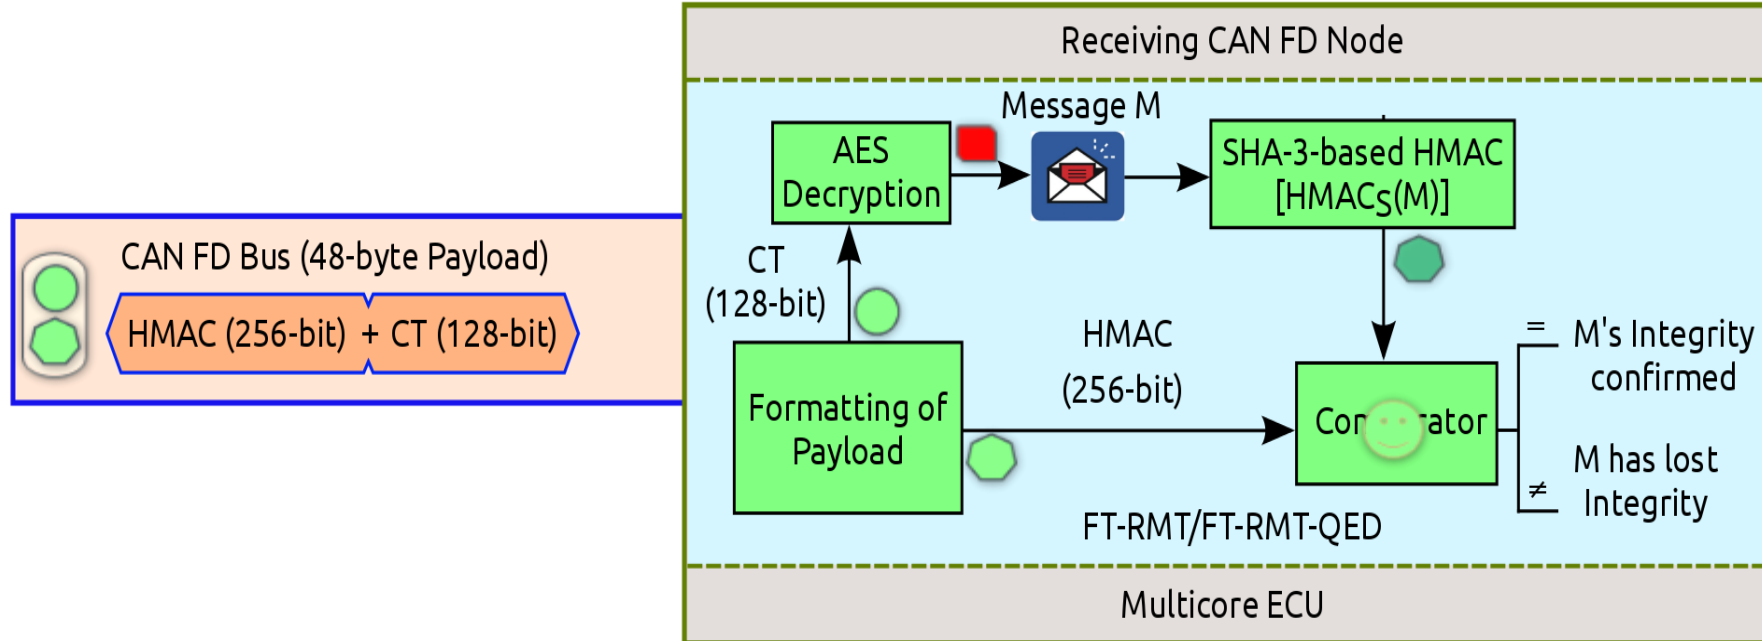 Receiving CAN FD Node
Message M
AES
Decryption
SHA-3-based HMAC
[HMACS(M)]
CAN FD Bus (48-byte Payload)
HMAC (256-bit) + CT (128-bit)
CT
(128-bit)
Formatting of
Payload
HMAC
(256-bit)
=
M's Integrity
confirmed
≠
M has lost
Integrity
FT-RMT/FT-RMT-QED
Multicore ECU